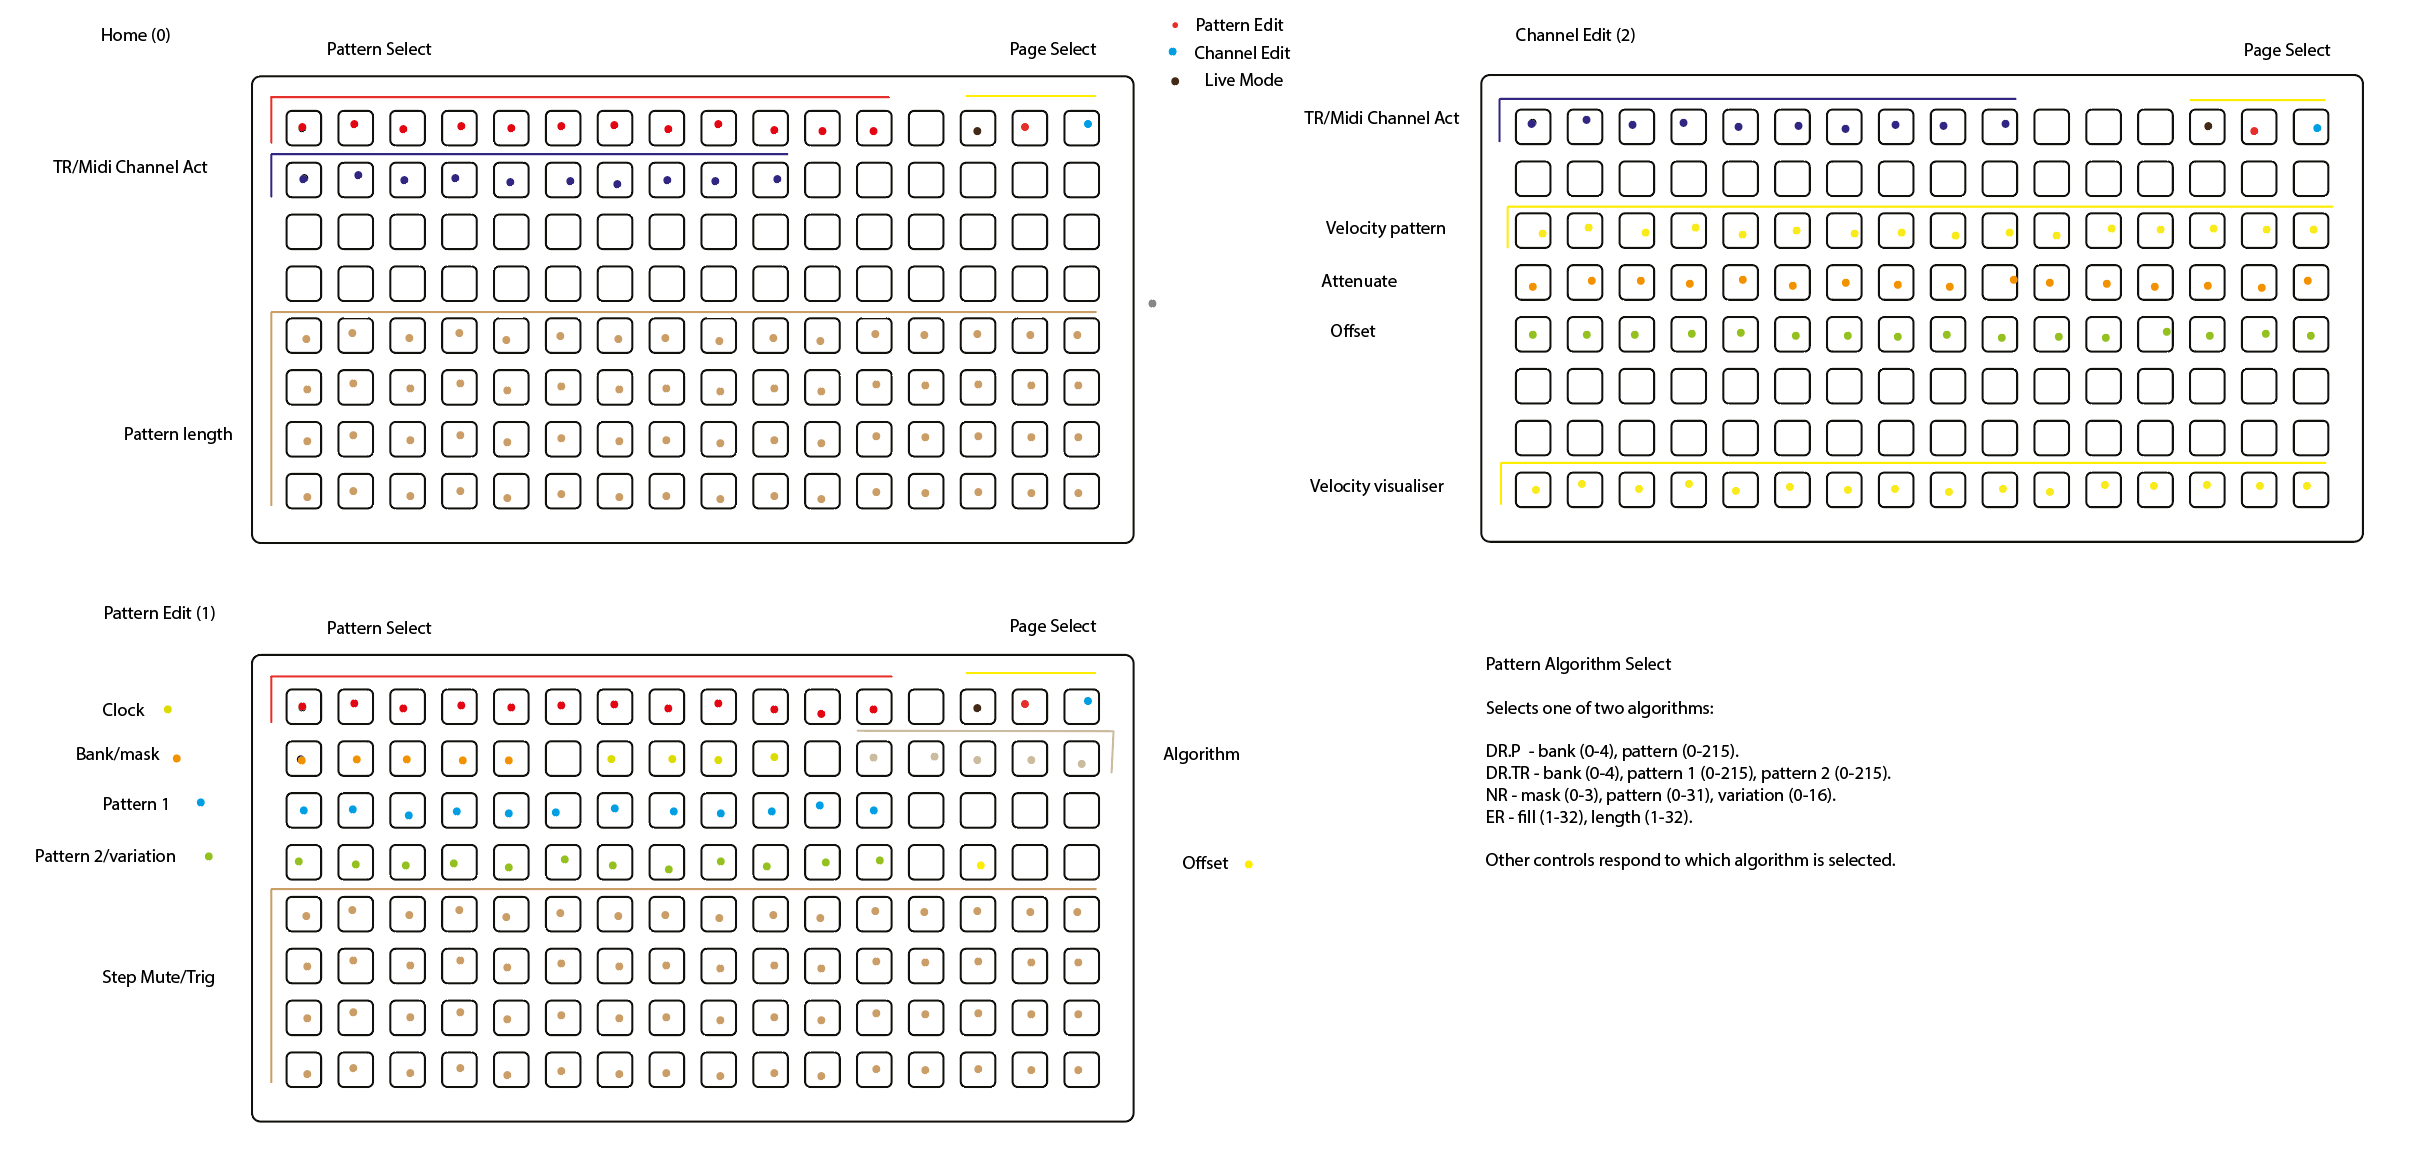 Home (0)
Pattern Select
Page Select
Pattern Edit
Channel Edit
Live Mode
TR/Midi Channel Act
Pattern length
Channel Edit (2)
Page Select
TR/Midi Channel Act
Velocity pattern
Attenuate
Offset
Velocity visualiser
Pattern Edit (1)
Pattern Select
Page Select
Clock
Bank/mask
Algorithm
Pattern 1
Pattern 2/variation
Offset
Step Mute/Trig
Pattern Algorithm Select
Selects one of two algorithms:
DR.P  - bank (0-4), pattern (0-215).
DR.TR - bank (0-4), pattern 1 (0-215), pattern 2 (0-215).
NR - mask (0-3), pattern (0-31), variation (0-16).
ER - fill (1-32), length (1-32).
Other controls respond to which algorithm is selected.